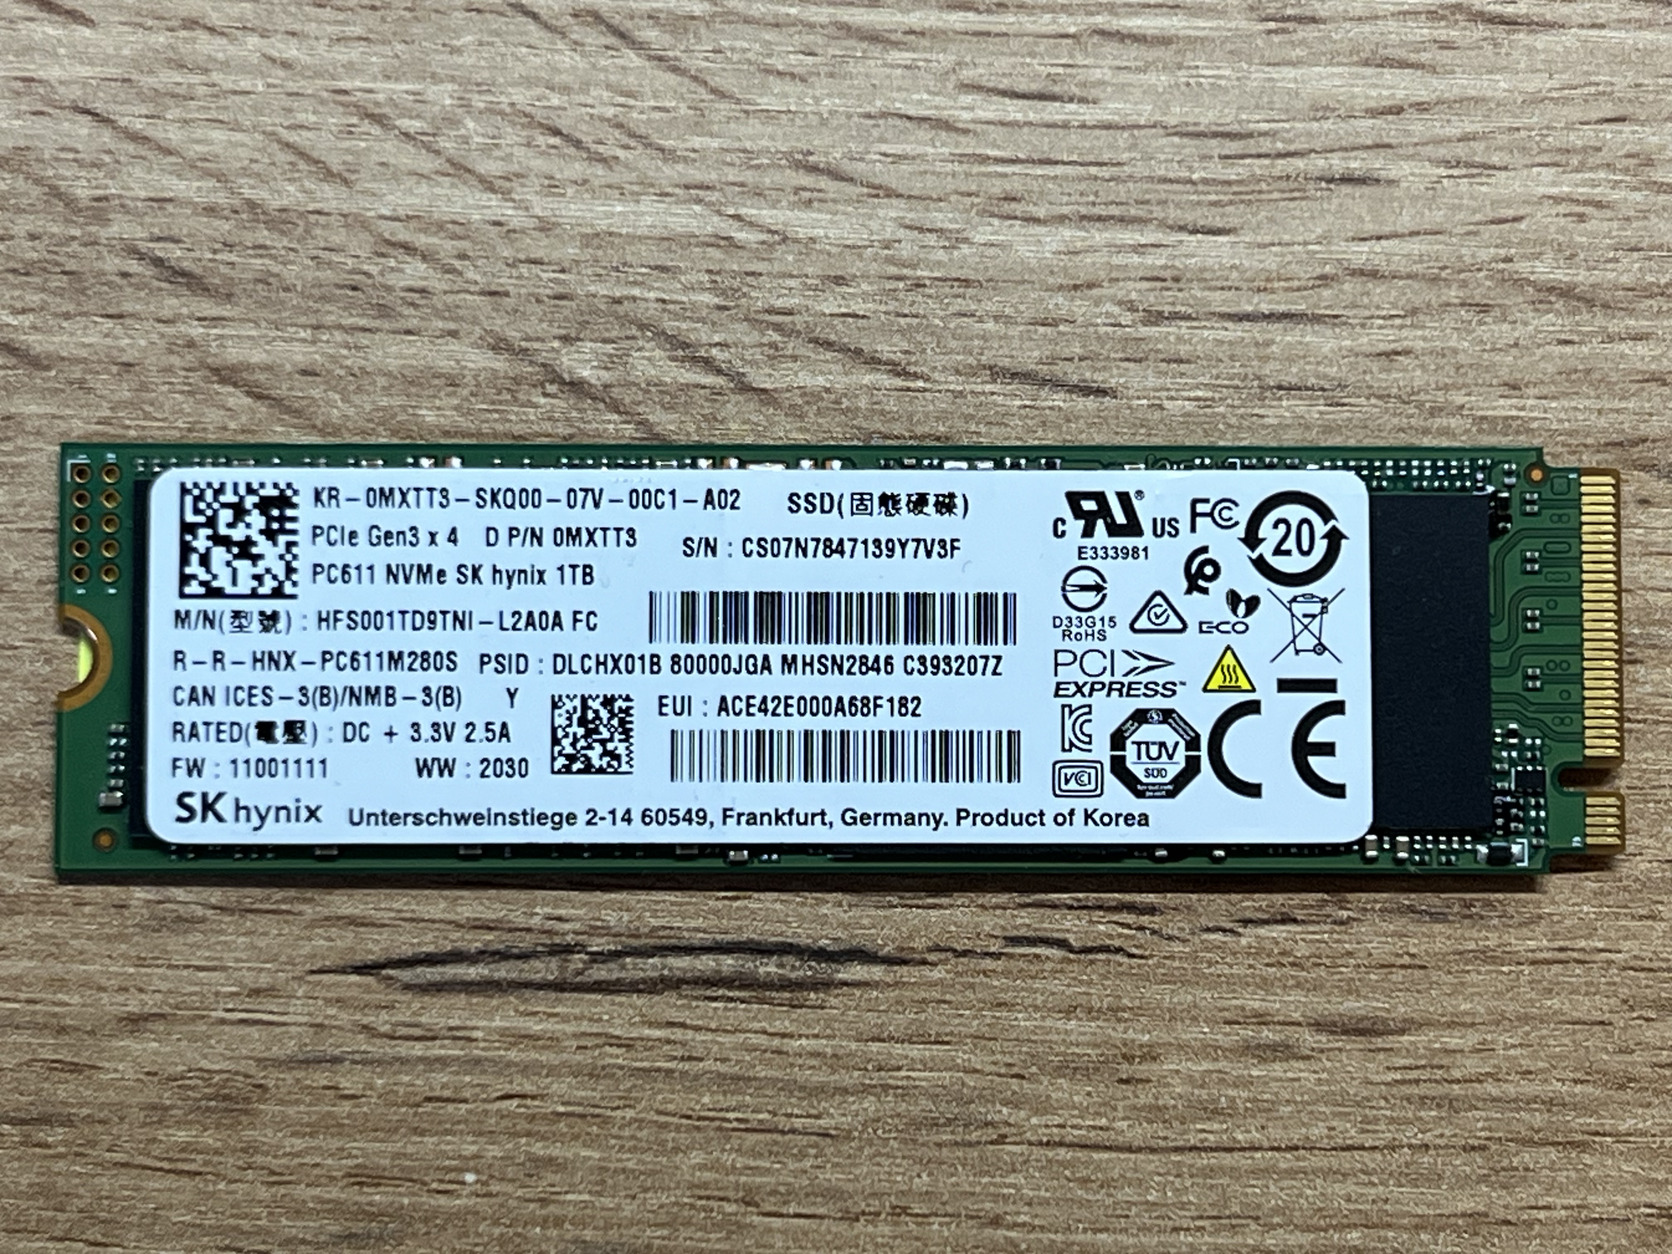 KR-0MXTT3-SKQ00-07V-00C1-A02 SSD(固態硬碟)
PCIe Gen3 x 4 D P/N 0MXTT3
S/N : CS07N7847139Y7V3F
PC611 NVMe SK hynix 1TB
M/N(型號) : HFS001TD9TNI-L2A0A FC
R-R-HNX-PC611M280S PSID : DLCHX01B 80000JGA MHSN2846 C393207Z
CAN ICES-3(B)/NMB-3(B) Y
EUI : ACE42E000A68F182
RATED(電壓) : DC + 3.3V 2.5A
FW : 11001111 WW : 2030
SK hynix Unterschweinstiege 2-14 60549, Frankfurt, Germany. Product of Korea
c RU ® US FC 20
E333981
D33G15
RoHS
ECO
PCI
EXPRESS™
VCI
TÜV
SÜD
CE